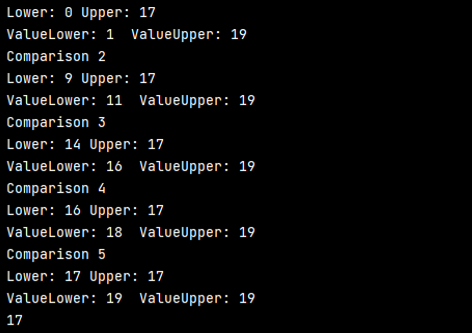 Lower: 0 Upper: 17
ValueLower: 1  ValueUpper: 19
Comparison 2
Lower: 9 Upper: 17
ValueLower: 11  ValueUpper: 19
Comparison 3
Lower: 14 Upper: 17
ValueLower: 16  ValueUpper: 19
Comparison 4
Lower: 16 Upper: 17
ValueLower: 18  ValueUpper: 19
Comparison 5
Lower: 17 Upper: 17
ValueLower: 19  ValueUpper: 19
17